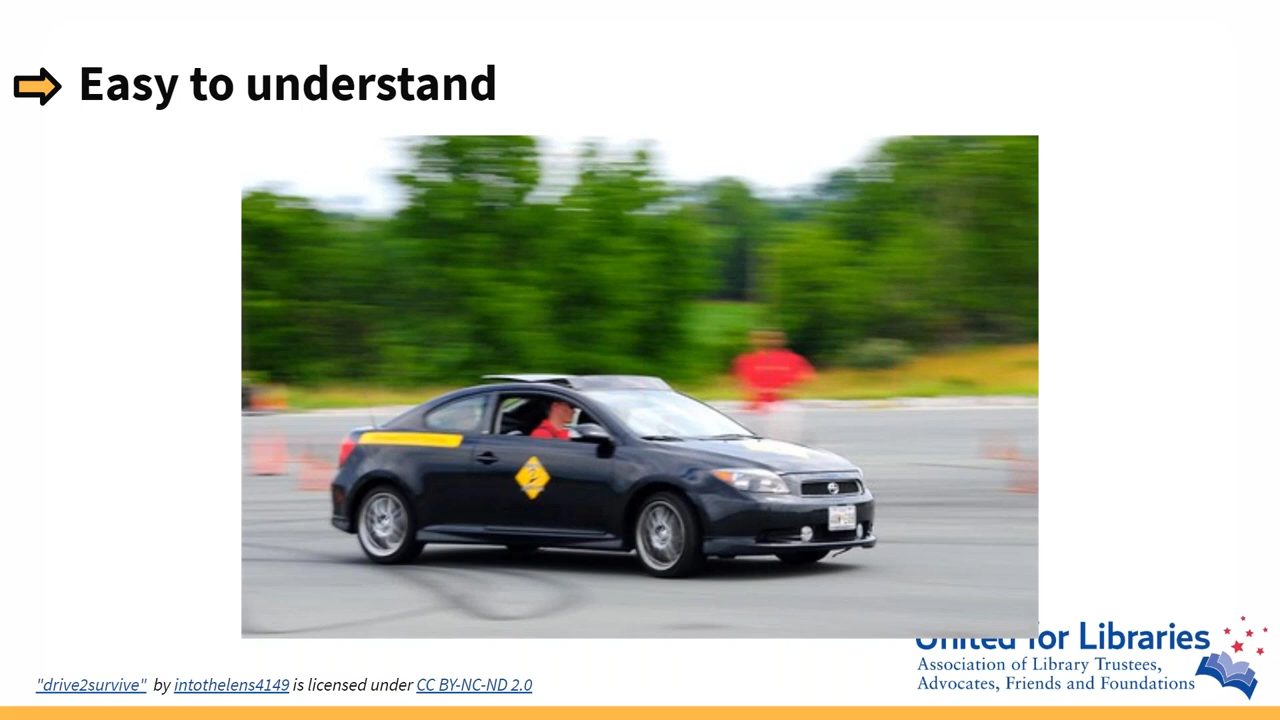 Easy to understand
United for Libraries
Association of Library Trustees,
Advocates, Friends and Foundations
"drive2survive" by intothelens4149 is licensed under CC BY-NC-ND 2.0